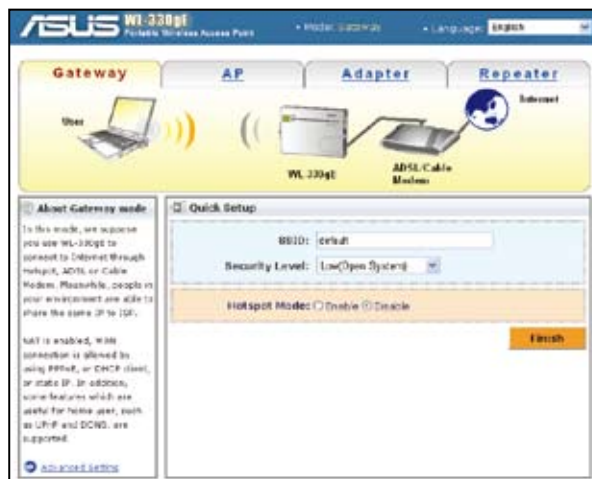 ASUS WL-330gE
Portable Wireless Access Point
• Mode: Gateway
• Language: English
Gateway
AP
Adapter
Repeater
User
WL-330gE
ADSL/Cable
Modem
Internet
About Gateway mode
In this mode, we suppose
you use WL-330gE to
connect to Internet through
Hotspot, ADSL or Cable
Modem. Meanwhile, people in
your environment are able to
share the same IP to ISP.
NAT is enabled, WAN
connection is allowed by
using PPPoE, or DHCP client,
or static IP. In addition,
some features which are
useful for home user, such
as UPnP and DDNS, are
supported.
Advanced Setting
Quick Setup
SSID: default
Security Level: Low(Open System)
Hotspot Mode: Enable Disable
Finish